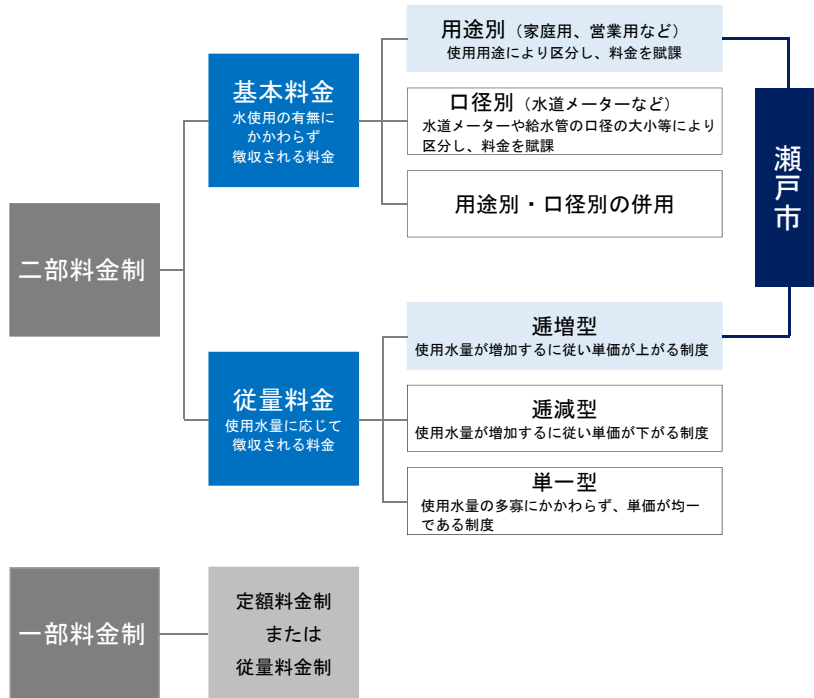 二部料金制
基本料金
水使用の有無に
かかわらず
徴収される料金
用途別（家庭用、営業用など）
使用用途により区分し、料金を賦課
口径別（水道メーターなど）
水道メーターや給水管の口径の大小等により
区分し、料金を賦課
用途別・口径別の併用
従量料金
使用水量に応じて
徴収される料金
逓増型
使用水量が増加するに従い単価が上がる制度
逓減型
使用水量が増加するに従い単価が下がる制度
単一型
使用水量の多寡にかかわらず、単価が均一
である制度
瀬戸市
一部料金制
定額料金制
または
従量料金制